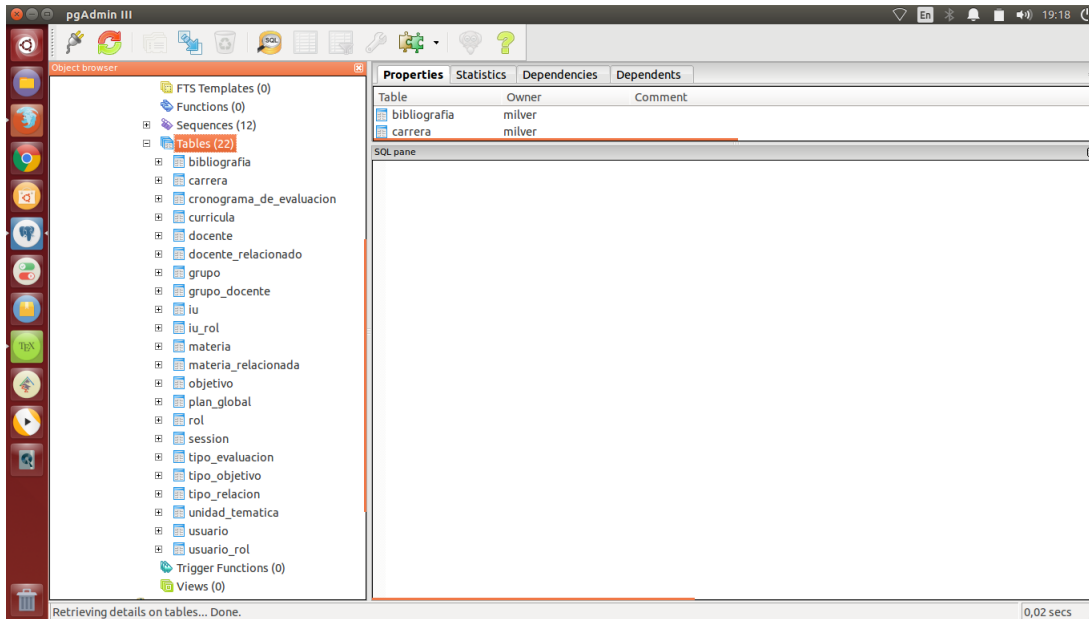 pgAdmin III
En
19:18
SQL
Object browser
FTS Templates (0)
Functions (0)
Sequences (12)
Tables (22)
bibliografia
carrera
cronograma_de_evaluacion
curricula
docente
docente_relacionado
grupo
grupo_docente
iu
iu_rol
materia
materia_relacionada
objetivo
plan_global
rol
session
tipo_evaluacion
tipo_objetivo
tipo_relacion
unidad_tematica
usuario
usuario_rol
Trigger Functions (0)
Views (0)
Properties Statistics Dependencies Dependents
Table Owner Comment
bibliografia milver
carrera milver
SQL pane
TEX
Retrieving details on tables... Done.
0,02 secs